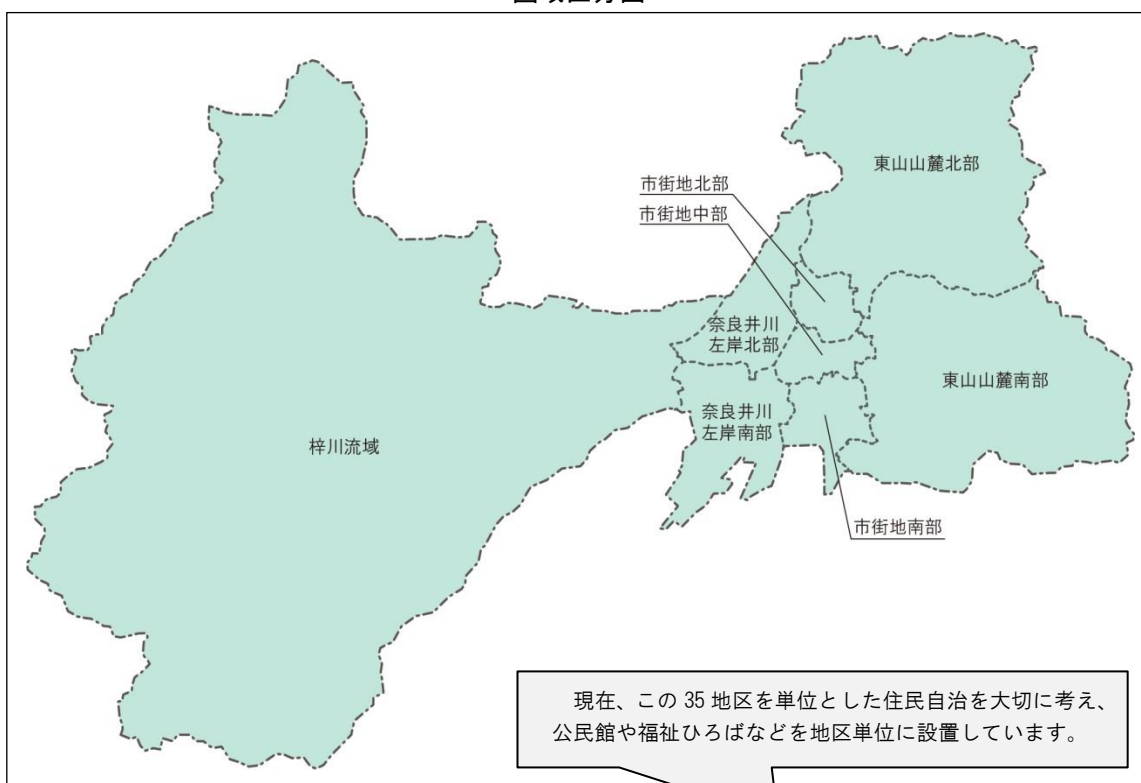 東山山麓北部
市街地北部
市街地中部
奈良井川
左岸北部
東山山麓南部
奈良井川
左岸南部
梓川流域
市街地南部
現在、この 35 地区を単位とした住民自治を大切に考え、
公民館や福祉ひろばなどを地区単位に設置しています。